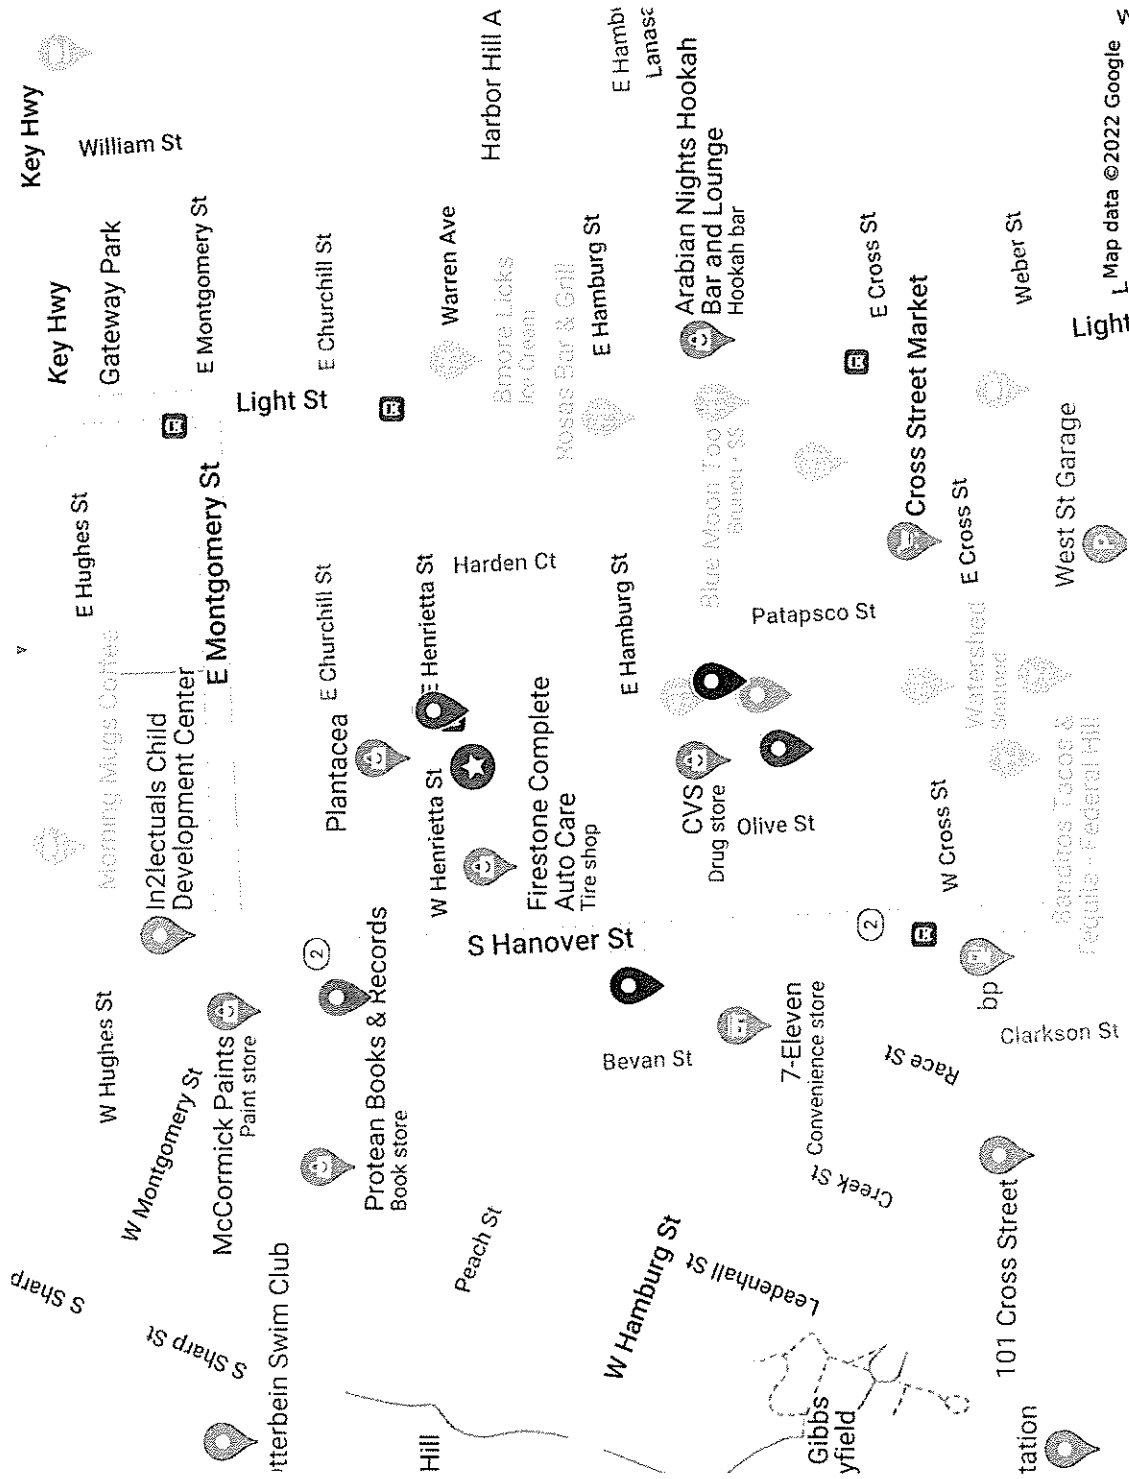 S Sharp
S Sharp St
W Hughes St
E Hughes St
Key Hwy
Key Hwy
William St
Gateway Park
Morning Mugs Coffee
In2lectuals Child
Development Center
W Montgomery St
E Montgomery St
E Montgomery St
McCormick Paints
Paint store
Otterbein Swim Club
Light St
2
Plantacea
E Churchill St
E Churchill St
Protean Books & Records
Book store
W Henrietta St
E Henrietta St
Warren Ave
Hill
Peach St
S Hanover St
Harden Ct
Harbor Hill A
Bmore Licks
Ice Cream
Firestone Complete
Auto Care
Tire shop
Nosas Bar & Grill
E Hamburg St
E Hamburg St
E Hambu
Lanasa
W Hamburg St
Bevan St
CVS
Drug store
Blue Moon Too
Brunch · $$
Arabian Nights Hookah
Bar and Lounge
Hookah bar
Leadenhall St
Olive St
Patapsco St
7-Eleven
Convenience store
Creek St
Gibbs
yfield
2
Race St
E Cross St
Cross Street Market
W Cross St
E Cross St
Watershed
Seafood
bp
Clarkson St
101 Cross Street
Weber St
Banditos Tacos &
Tequila - Federal Hill
West St Garage
P
tation
Light
Map data ©2022 Google